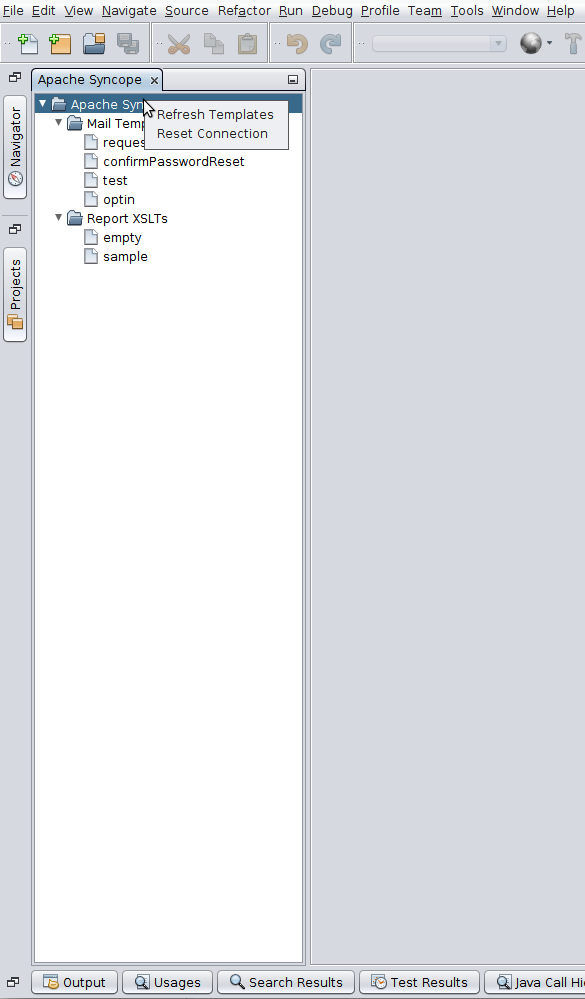 File Edit View Navigate Source Refactor Run Debug Profile Team Tools Window Help
Apache Syncope
Navigator
Projects
Apache Syn
Refresh Templates
Reset Connection
Mail Temp
reques
confirmPasswordReset
test
optin
Report XSLTs
empty
sample
Output Usages Search Results Test Results Java Call Hi